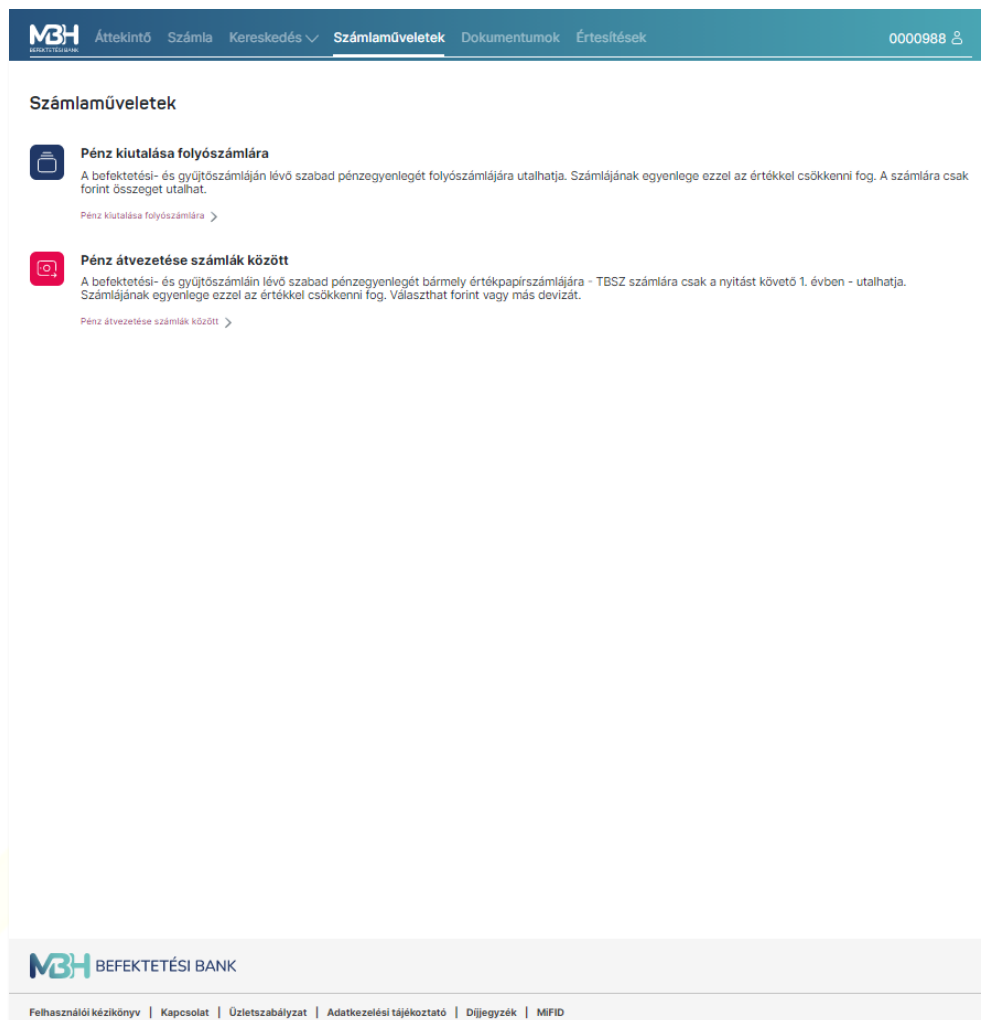 MBH Áttekintő Számla Kereskedés Számlaműveletek Dokumentumok Értesítések 0000988
BEFEKTETÉSI BANK
Számlaműveletek
Pénz kiutalása folyószámlára
A befektetési- és gyűjtőszámláján lévő szabad pénzegyenlegét folyószámlájára utalhatja. Számlájának egyenlege ezzel az értékkel csökkenni fog. A számlára csak
forint összeget utalhat.
Pénz kiutalása folyószámlára
Pénz átvezetése számlák között
A befektetési- és gyűjtőszámláin lévő szabad pénzegyenlegét bármely értékpapírszámlájára - TBSZ számlára csak a nyitást követő 1. évben - utalhatja.
Számlájának egyenlege ezzel az értékkel csökkenni fog. Választhat forint vagy más devizát.
Pénz átvezetése számlák között
MBH BEFEKTETÉSI BANK
Felhasználói kézikönyv | Kapcsolat | Üzletszabályzat | Adatkezelési tájékoztató | Díjjegyzék | MiFID